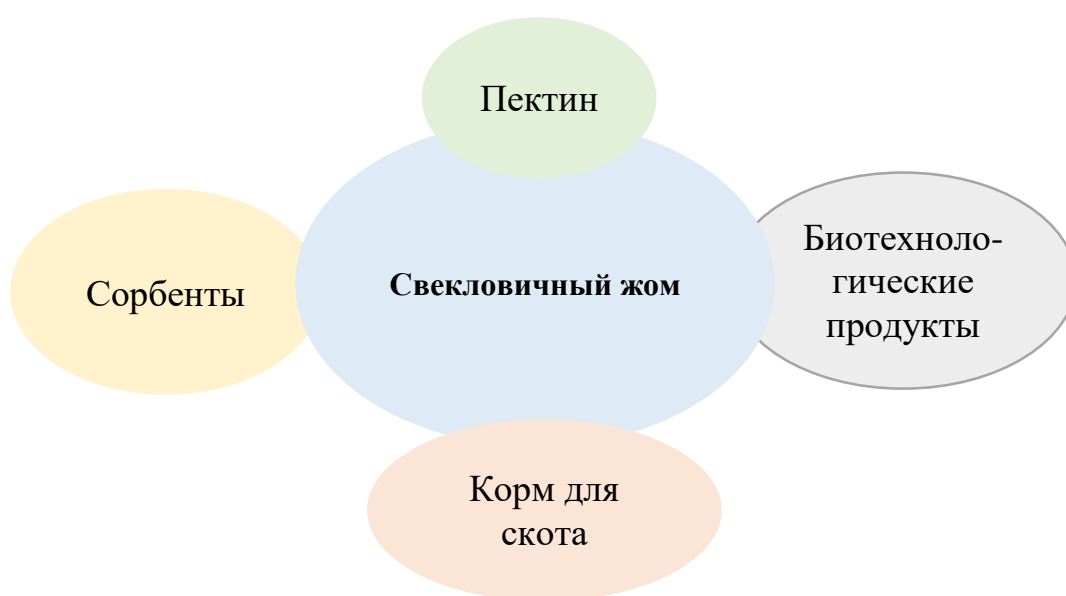 Пектин
Сорбенты
Свекловичный жом
Биотехноло-
гические
продукты
Корм для
скота